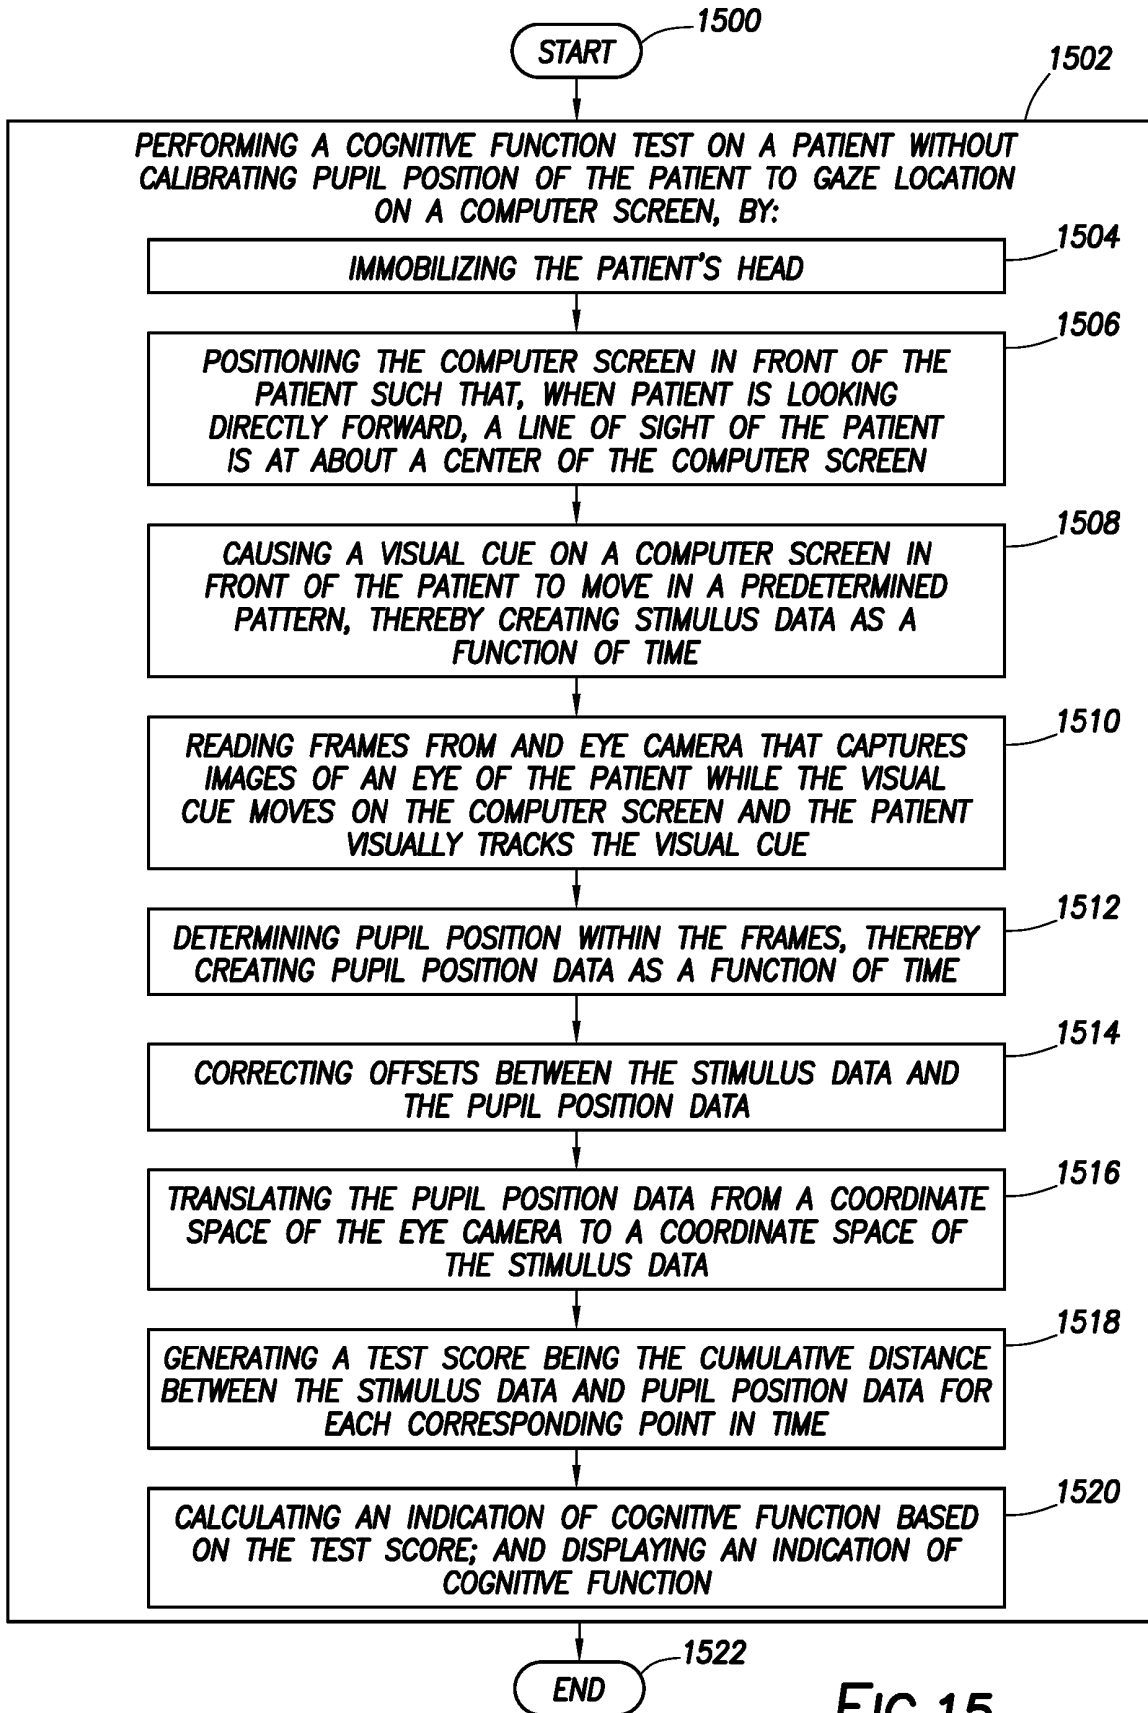 1500
START
1502
PERFORMING A COGNITIVE FUNCTION TEST ON A PATIENT WITHOUT
CALIBRATING PUPIL POSITION OF THE PATIENT TO GAZE LOCATION
ON A COMPUTER SCREEN, BY:
1504
IMMOBILIZING THE PATIENT'S HEAD
1506
POSITIONING THE COMPUTER SCREEN IN FRONT OF THE
PATIENT SUCH THAT, WHEN PATIENT IS LOOKING
DIRECTLY FORWARD, A LINE OF SIGHT OF THE PATIENT
IS AT ABOUT A CENTER OF THE COMPUTER SCREEN
1508
CAUSING A VISUAL CUE ON A COMPUTER SCREEN IN
FRONT OF THE PATIENT TO MOVE IN A PREDETERMINED
PATTERN, THEREBY CREATING STIMULUS DATA AS A
FUNCTION OF TIME
1510
READING FRAMES FROM AND EYE CAMERA THAT CAPTURES
IMAGES OF AN EYE OF THE PATIENT WHILE THE VISUAL
CUE MOVES ON THE COMPUTER SCREEN AND THE PATIENT
VISUALLY TRACKS THE VISUAL CUE
1512
DETERMINING PUPIL POSITION WITHIN THE FRAMES, THEREBY
CREATING PUPIL POSITION DATA AS A FUNCTION OF TIME
1514
CORRECTING OFFSETS BETWEEN THE STIMULUS DATA AND
THE PUPIL POSITION DATA
1516
TRANSLATING THE PUPIL POSITION DATA FROM A COORDINATE
SPACE OF THE EYE CAMERA TO A COORDINATE SPACE OF
THE STIMULUS DATA
1518
GENERATING A TEST SCORE BEING THE CUMULATIVE DISTANCE
BETWEEN THE STIMULUS DATA AND PUPIL POSITION DATA FOR
EACH CORRESPONDING POINT IN TIME
1520
CALCULATING AN INDICATION OF COGNITIVE FUNCTION BASED
ON THE TEST SCORE; AND DISPLAYING AN INDICATION OF
COGNITIVE FUNCTION
1522
END
FIG.15